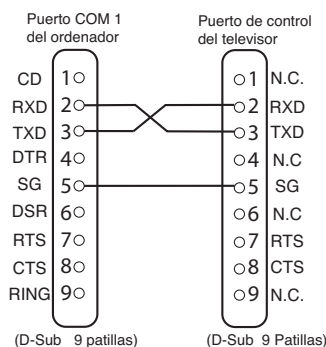 Puerto COM 1
del ordenador
Puerto de control
del televisor
CD 1 1 N.C.
RXD 2 2 RXD
TXD 3 3 TXD
DTR 4 4 N.C
SG 5 5 SG
DSR 6 6 N.C
RTS 7 7 RTS
CTS 8 8 CTS
RING 9 9 N.C.
(D-Sub 9 patillas) (D-Sub 9 Patillas)